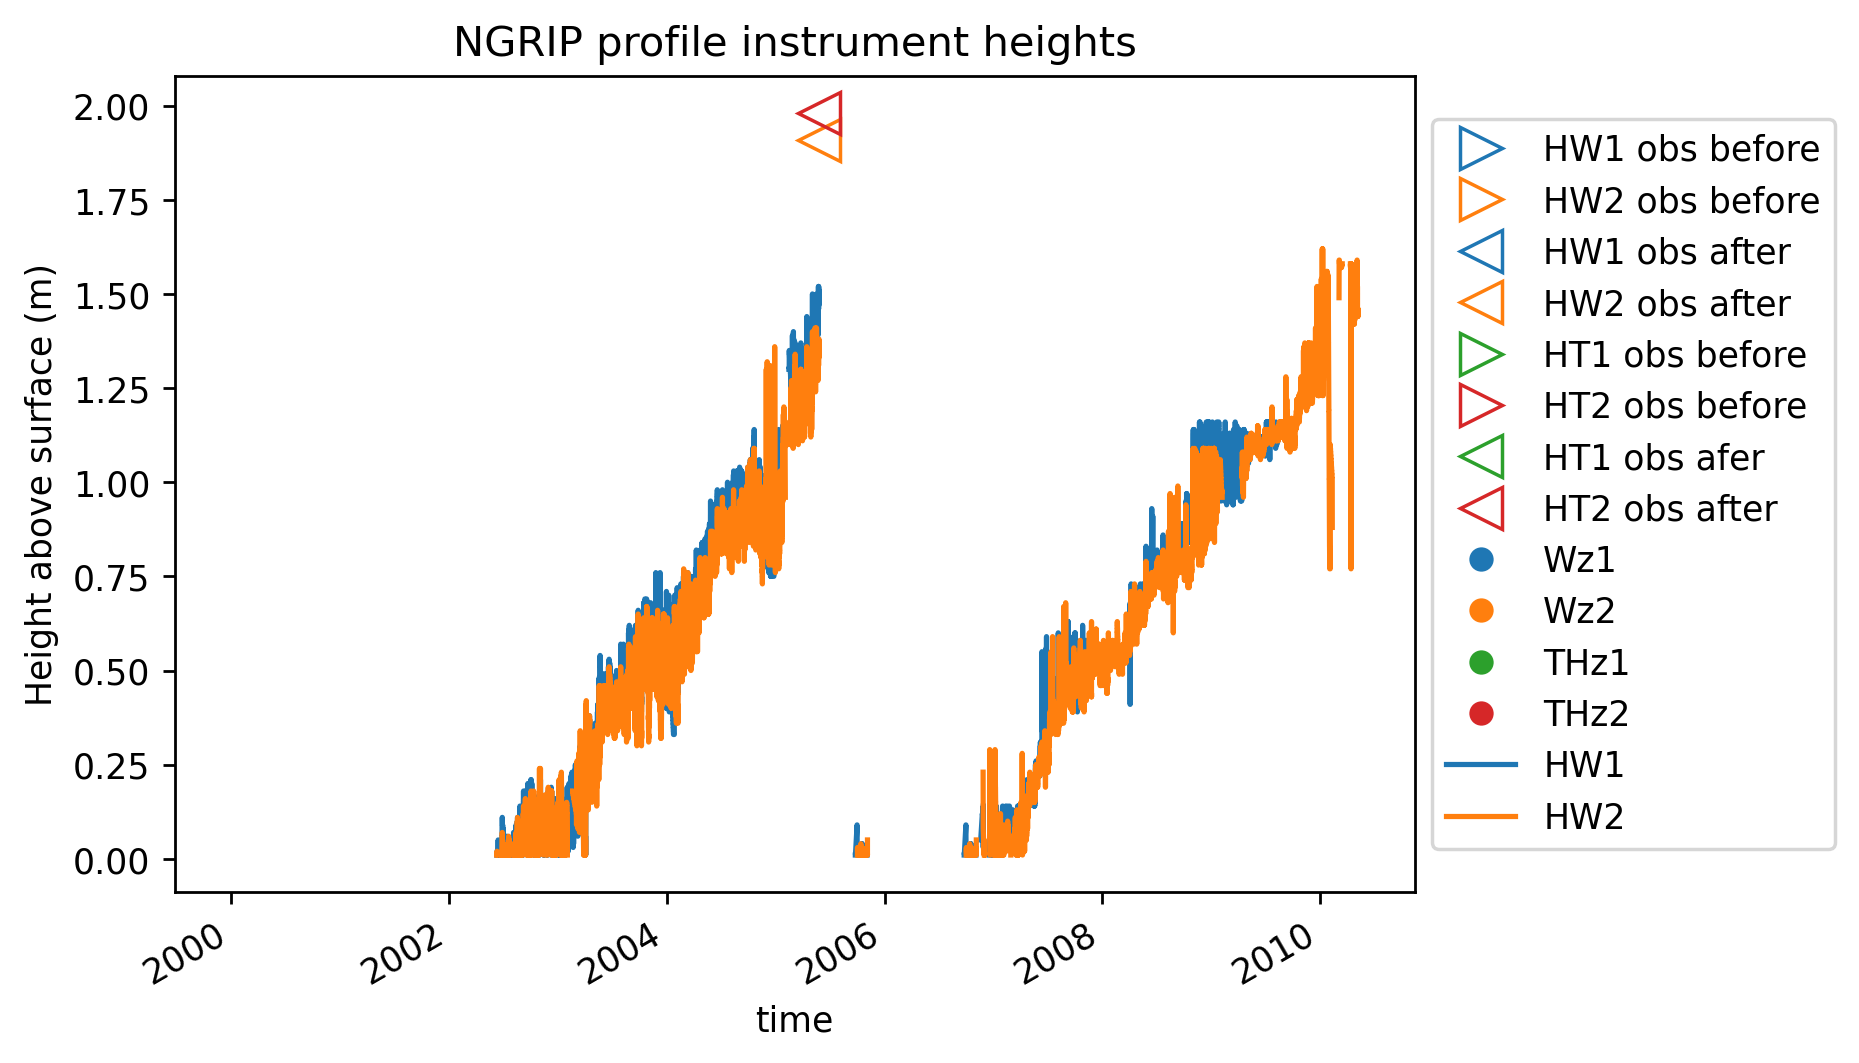 NGRIP profile instrument heights
Height above surface (m)
2.00
1.75
1.50
1.25
1.00
0.75
0.50
0.25
0.00
2000
2002
2004
2006
2008
2010
time
HW1 obs before
HW2 obs before
HW1 obs after
HW2 obs after
HT1 obs before
HT2 obs before
HT1 obs afer
HT2 obs after
Wz1
Wz2
THz1
THz2
HW1
HW2